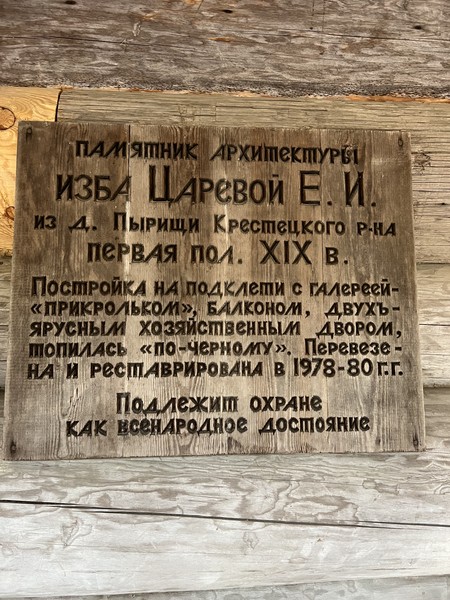 Памятник архитектуры
изба Царевой Е. И.
из д. Пырищи Крестецкого р-на
первая пол. XIX в.
Постройка на подклети с галереей-
«прикрольком», балконом, двухъ-
ярусным хозяйственным двором,
топилась «по-черному». Перевезе-
на и реставрирована в 1978-80 г.г.
Подлежит охране
как всенародное достояние